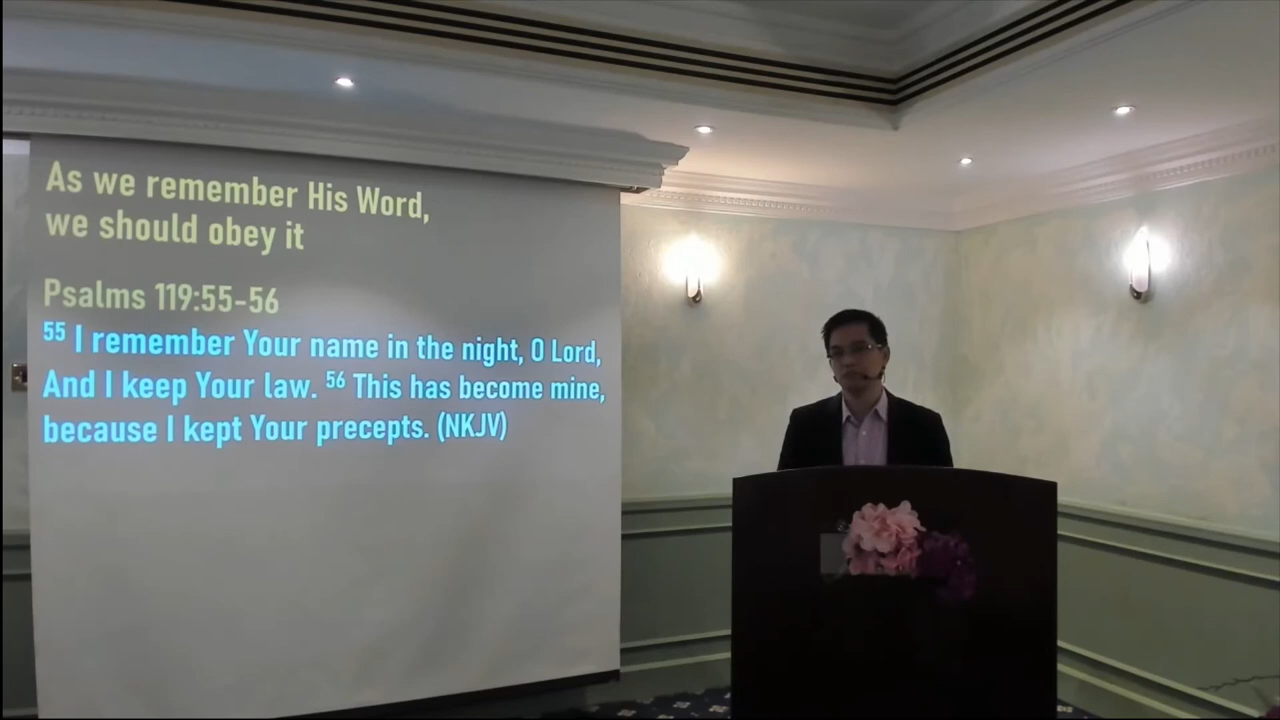 As we remember His Word,
we should obey it
Psalms 119:55-56
55 I remember Your name in the night, O Lord,
And I keep Your law. 56 This has become mine,
because I kept Your precepts. (NKJV)